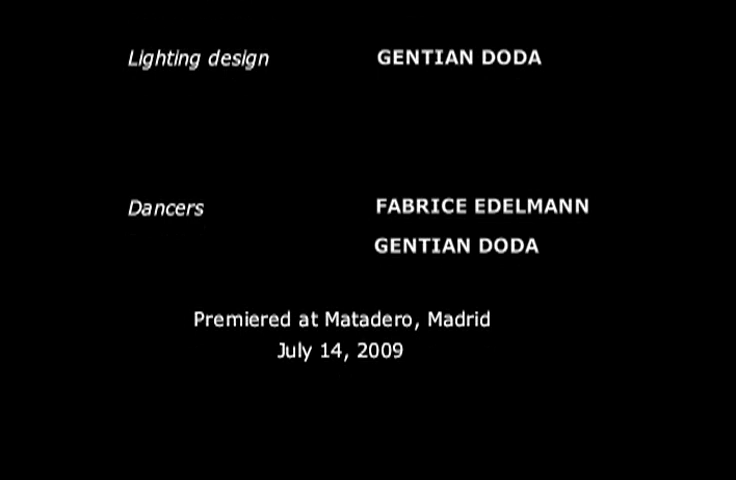 Lighting design GENTIAN DODA
Dancers FABRICE EDELMANN
GENTIAN DODA
Premiered at Matadero, Madrid
July 14, 2009